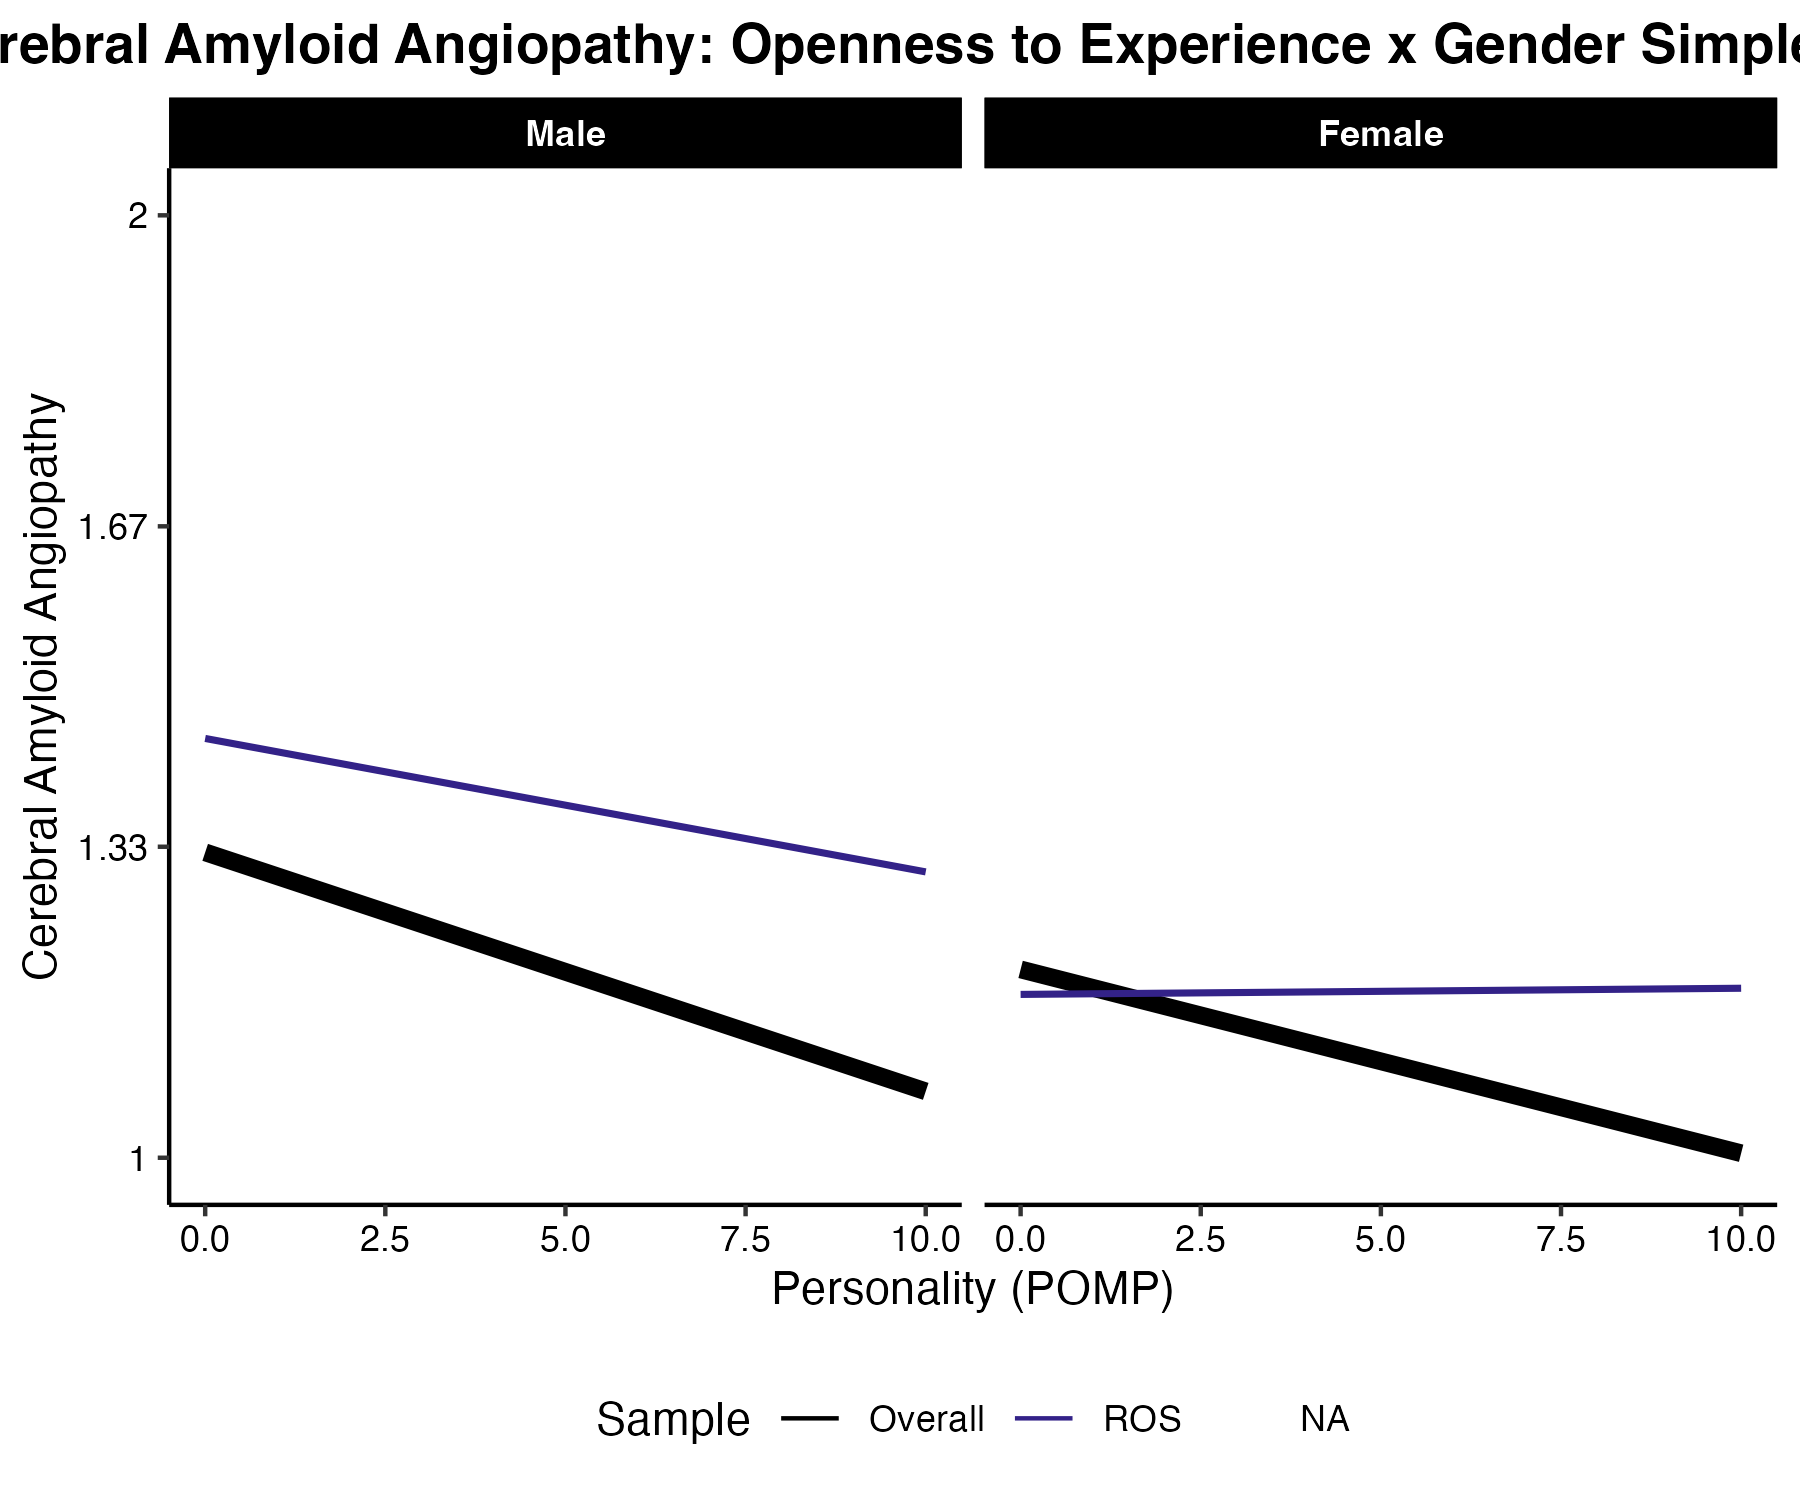 rebral Amyloid Angiopathy: Openness to Experience x Gender Simple
Male Female
Cerebral Amyloid Angiopathy
2
1.67
1.33
1
0.0 2.5 5.0 7.5 10.0 0.0 2.5 5.0 7.5 10.0
Personality (POMP)
Sample Overall ROS NA